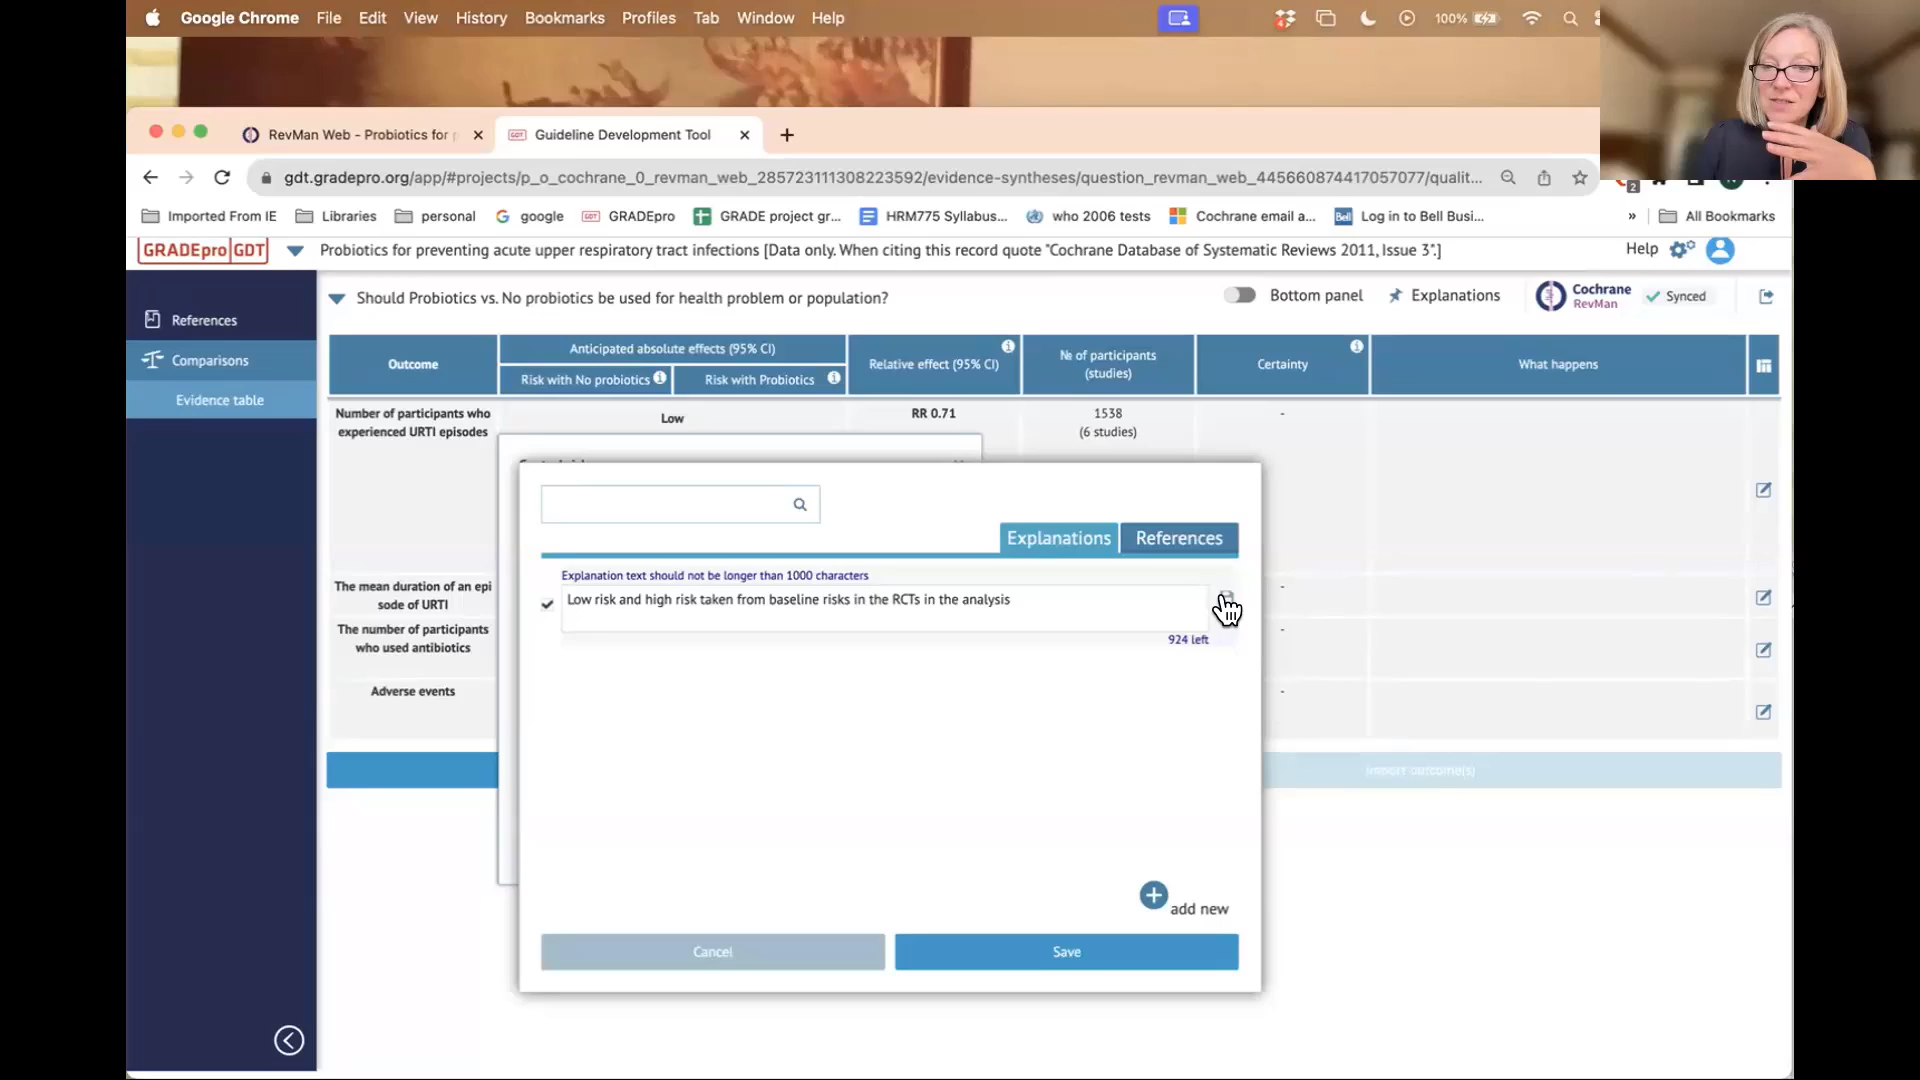 Google Chrome File Edit View History Bookmarks Profiles Tab Window Help
4
100%
RevMan Web - Probiotics for p
GDT Guideline Development Tool
gdt.gradepro.org/app/#projects/p_o_cochrane_0_revman_web_285723111308223592/evidence-syntheses/question_revman_web_445660874417057077/qualit...
2
Imported From IE Libraries personal google GRADEpro GRADE project gr... HRM775 Syllabus... who 2006 tests Cochrane email a... Bell Log in to Bell Busi... » All Bookmarks
GRADEpro GDT Probiotics for preventing acute upper respiratory tract infections [Data only. When citing this record quote "Cochrane Database of Systematic Reviews 2011, Issue 3".] Help
References
Comparisons
Evidence table
Should Probiotics vs. No probiotics be used for health problem or population?
Bottom panel Explanations Cochrane RevMan Synced
Outcome
Anticipated absolute effects (95% CI)
Risk with No probiotics
Risk with Probiotics
Relative effect (95% CI)
№ of participants
(studies)
Certainty
What happens
Number of participants who
experienced URTI episodes
Low
RR 0.71
1538
(6 studies)
-
The mean duration of an epi
sode of URTI
-
The number of participants
who used antibiotics
-
Adverse events
-
Explanations References
Explanation text should not be longer than 1000 characters
Low risk and high risk taken from baseline risks in the RCTs in the analysis
924 left
add new
Cancel Save